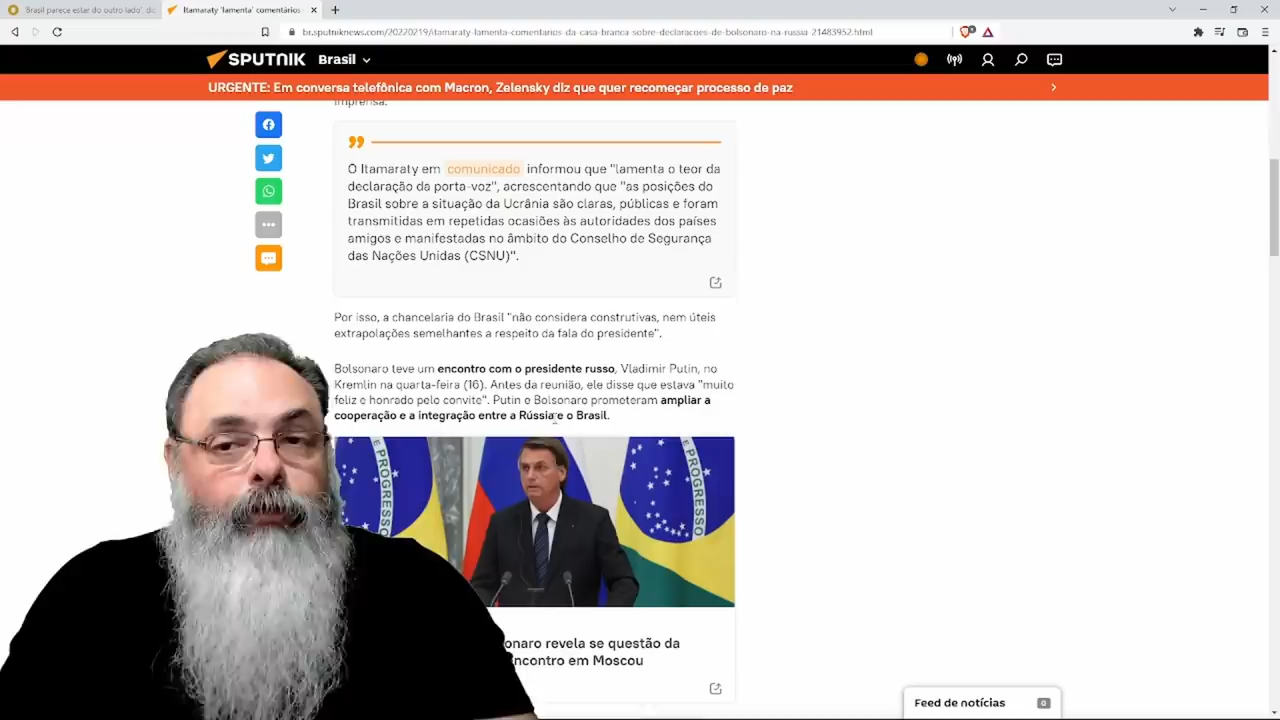 'Brasil parece estar do outro lado', diz
Itamaraty 'lamenta' comentários
br.sputniknews.com/20220219/itamaraty-lamenta-comentarios-da-casa-branca-sobre-declaracoes-de-bolsonaro-na-russia-21483952.html
SPUTNIK Brasil
URGENTE: Em conversa telefônica com Macron, Zelensky diz que quer recomeçar processo de paz
imprensa.
O Itamaraty em comunicado informou que "lamenta o teor da
declaração da porta-voz", acrescentando que "as posições do
Brasil sobre a situação da Ucrânia são claras, públicas e foram
transmitidas em repetidas ocasiões às autoridades dos países
amigos e manifestadas no âmbito do Conselho de Segurança
das Nações Unidas (CSNU)".
Por isso, a chancelaria do Brasil "não considera construtivas, nem úteis
extrapolações semelhantes a respeito da fala do presidente".
Bolsonaro teve um encontro com o presidente russo, Vladimir Putin, no
Kremlin na quarta-feira (16). Antes da reunião, ele disse que estava "muito
feliz e honrado pelo convite". Putin e Bolsonaro prometeram ampliar a
cooperação e a integração entre a Rússia e o Brasil.
E PROGRESSO
E PROGRESSO
onaro revela se questão da
ncontro em Moscou
Feed de notícias 0